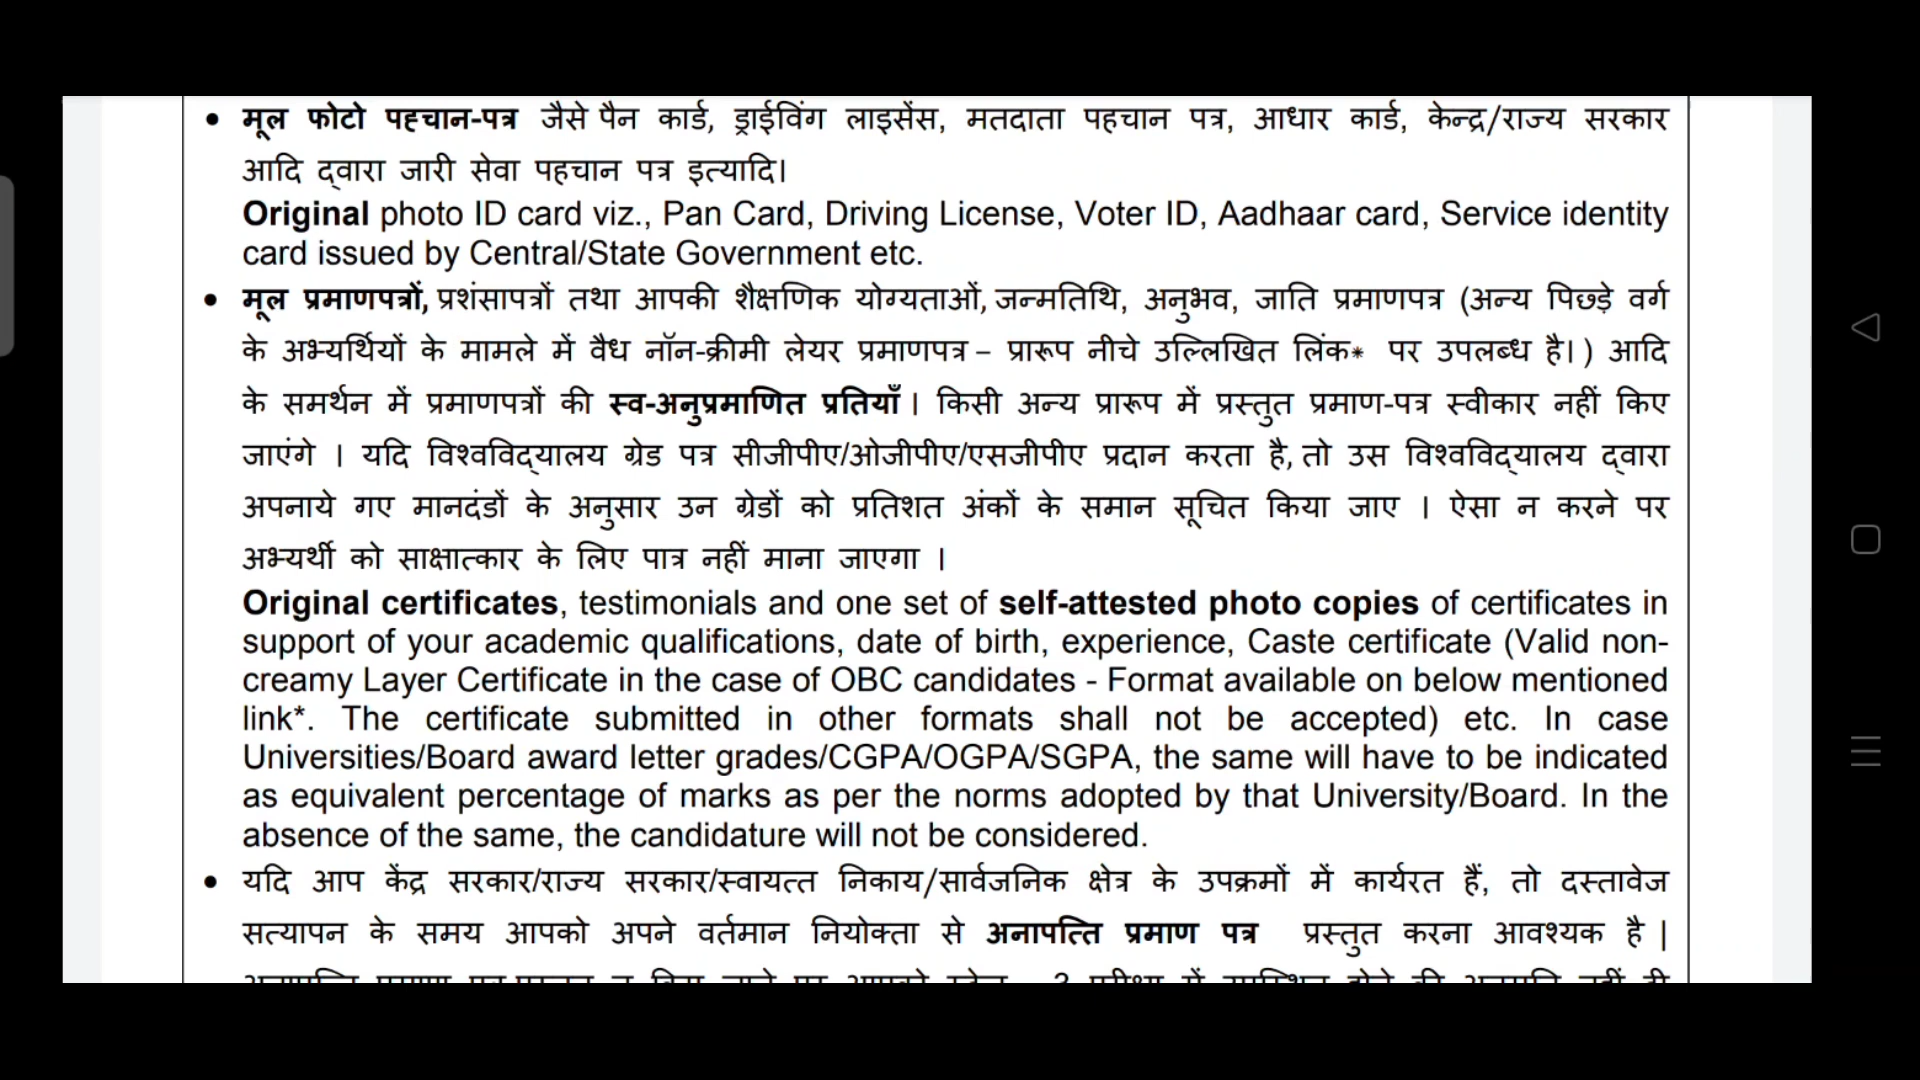 • मूल फोटो पहचान-पत्र जैसे पैन कार्ड, ड्राईविंग लाइसेंस, मतदाता पहचान पत्र, आधार कार्ड, केन्द्र/राज्य सरकार
आदि द्वारा जारी सेवा पहचान पत्र इत्यादि।
Original photo ID card viz., Pan Card, Driving License, Voter ID, Aadhaar card, Service identity
card issued by Central/State Government etc.
• मूल प्रमाणपत्रों, प्रशंसापत्रों तथा आपकी शैक्षणिक योग्यताओं, जन्मतिथि, अनुभव, जाति प्रमाणपत्र (अन्य पिछड़े वर्ग
के अभ्यर्थियों के मामले में वैध नॉन-क्रीमी लेयर प्रमाणपत्र – प्रारूप नीचे उल्लिखित लिंक* पर उपलब्ध है।) आदि
के समर्थन में प्रमाणपत्रों की स्व-अनुप्रमाणित प्रतियाँ । किसी अन्य प्रारूप में प्रस्तुत प्रमाण-पत्र स्वीकार नहीं किए
जाएंगे । यदि विश्वविद्यालय ग्रेड पत्र सीजीपीए/ओजीपीए/एसजीपीए प्रदान करता है, तो उस विश्वविद्यालय द्वारा
अपनाये गए मानदंडों के अनुसार उन ग्रेडों को प्रतिशत अंकों के समान सूचित किया जाए । ऐसा न करने पर
अभ्यर्थी को साक्षात्कार के लिए पात्र नहीं माना जाएगा ।
Original certificates, testimonials and one set of self-attested photo copies of certificates in
support of your academic qualifications, date of birth, experience, Caste certificate (Valid non-
creamy Layer Certificate in the case of OBC candidates - Format available on below mentioned
link*. The certificate submitted in other formats shall not be accepted) etc. In case
Universities/Board award letter grades/CGPA/OGPA/SGPA, the same will have to be indicated
as equivalent percentage of marks as per the norms adopted by that University/Board. In the
absence of the same, the candidature will not be considered.
• यदि आप केंद्र सरकार/राज्य सरकार/स्वायत्त निकाय/सार्वजनिक क्षेत्र के उपक्रमों में कार्यरत हैं, तो दस्तावेज
सत्यापन के समय आपको अपने वर्तमान नियोक्ता से अनापत्ति प्रमाण पत्र प्रस्तुत करना आवश्यक है |